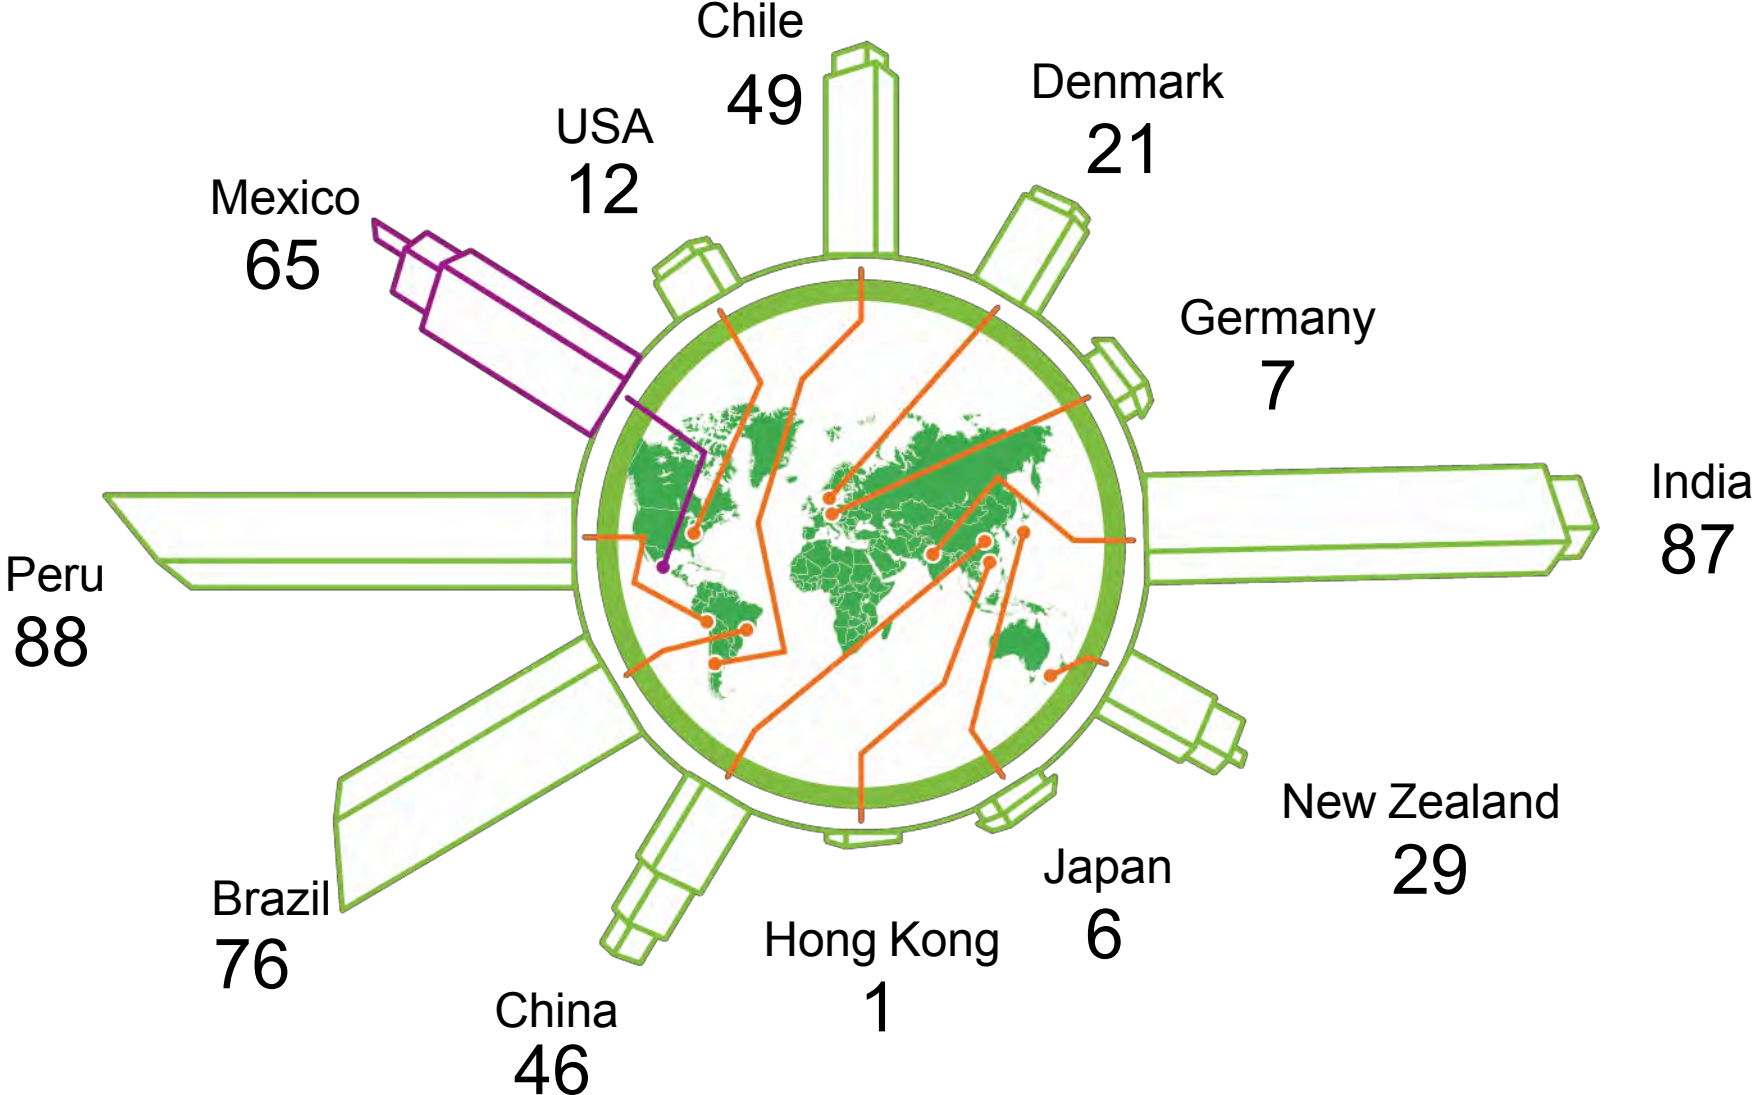 Chile
49
Denmark
21
USA
12
Mexico
65
Germany
7
India
87
Peru
88
New Zealand
29
Japan
6
Brazil
76
Hong Kong
1
China
46